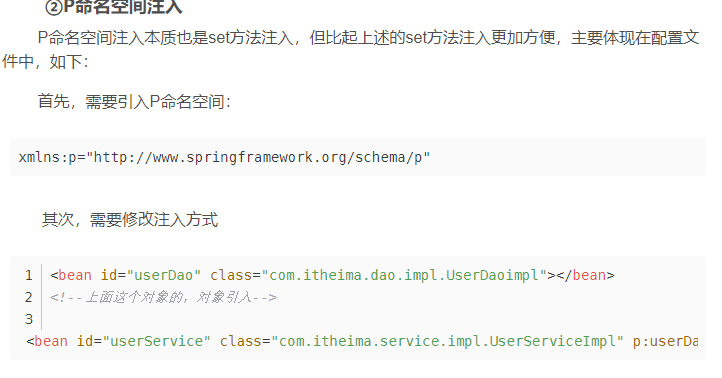 ②P命名空间注入
P命名空间注入本质也是set方法注入，但比起上述的set方法注入更加方便，主要体现在配置文
件中，如下：
首先，需要引入P命名空间：
xmlns:p="http://www.springframework.org/schema/p"
其次，需要修改注入方式
1 <bean id="userDao" class="com.itheima.dao.impl.UserDaoimpl"></bean>
2 <!--上面这个对象的，对象引入-->
3
<bean id="userService" class="com.itheima.service.impl.UserServiceImpl" p:userDa